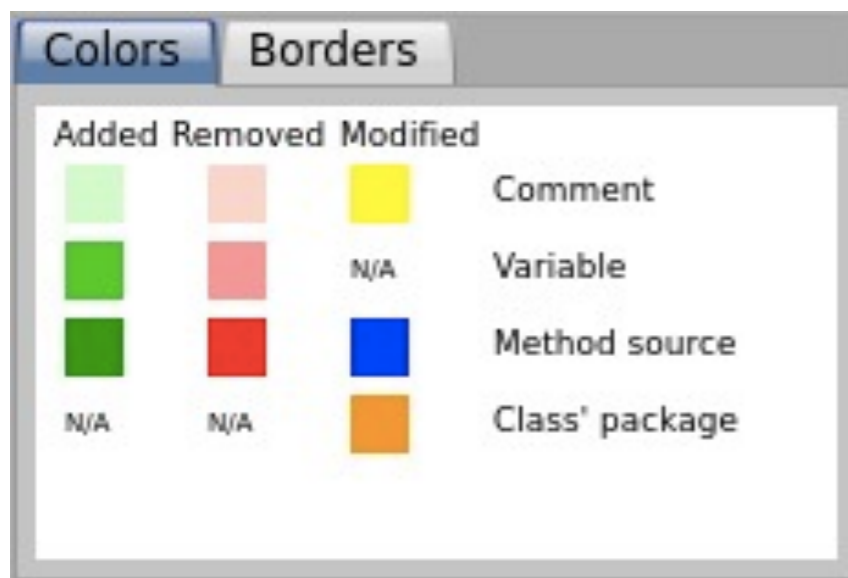 Colors Borders
Added Removed Modified
Comment
N/A Variable
Method source
N/A N/A Class' package